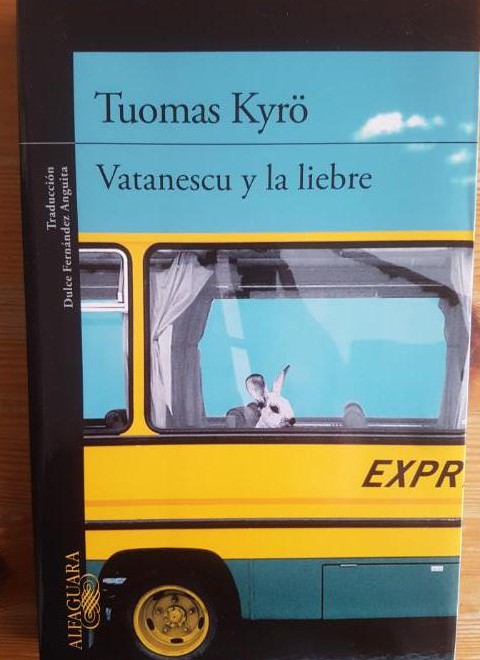 Tuomas Kyrö
Vatanescu y la liebre
Traducción
Dulce Fernández Anguita
EXPR
ALFAGUARA